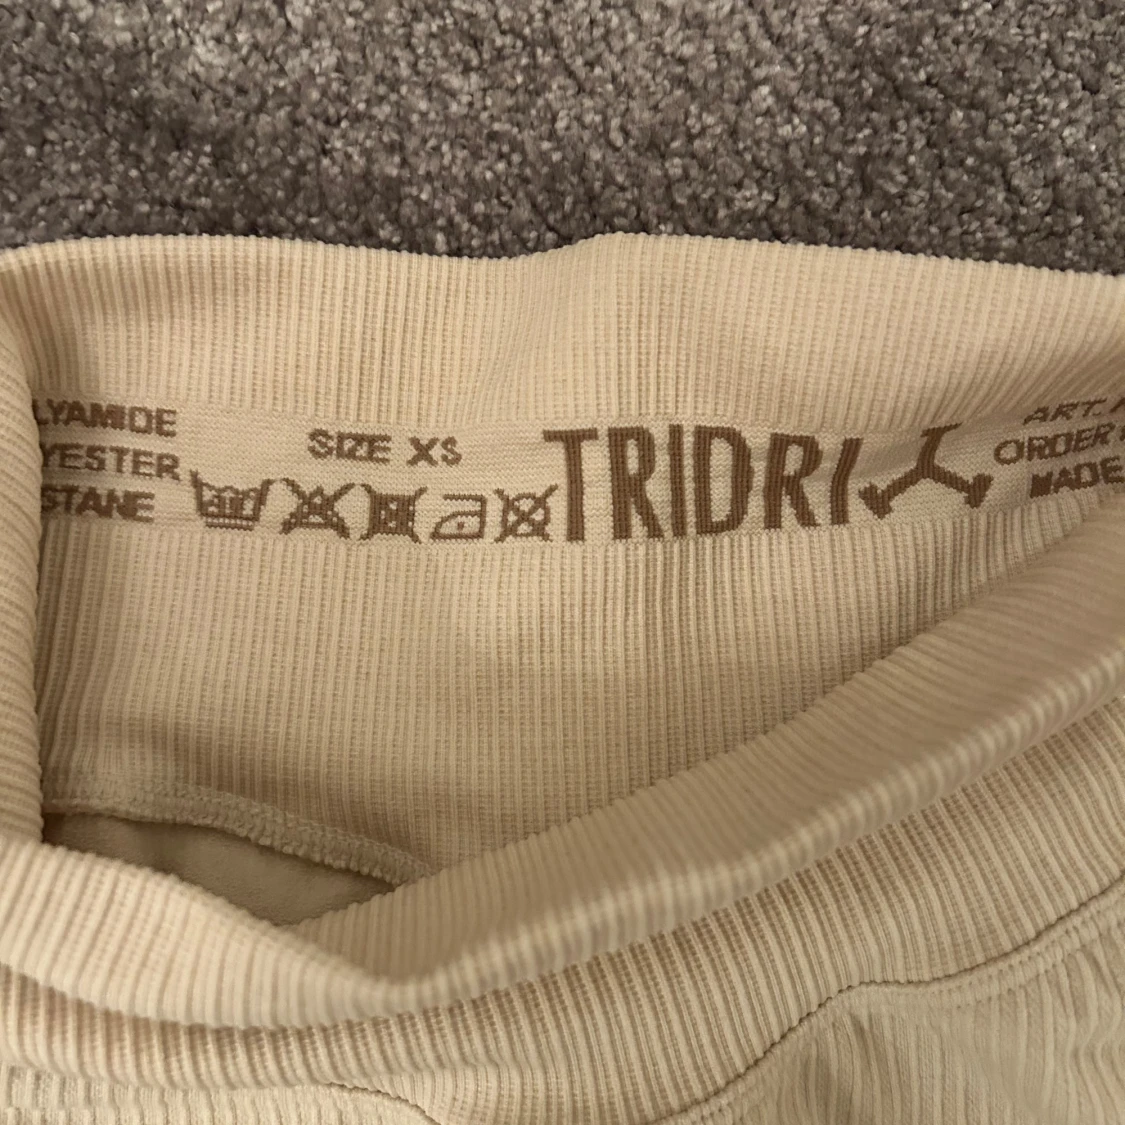 LYAMIDE
YESTER
STANE
SIZE XS
TRIDRI
ART.
ORDER
MADE